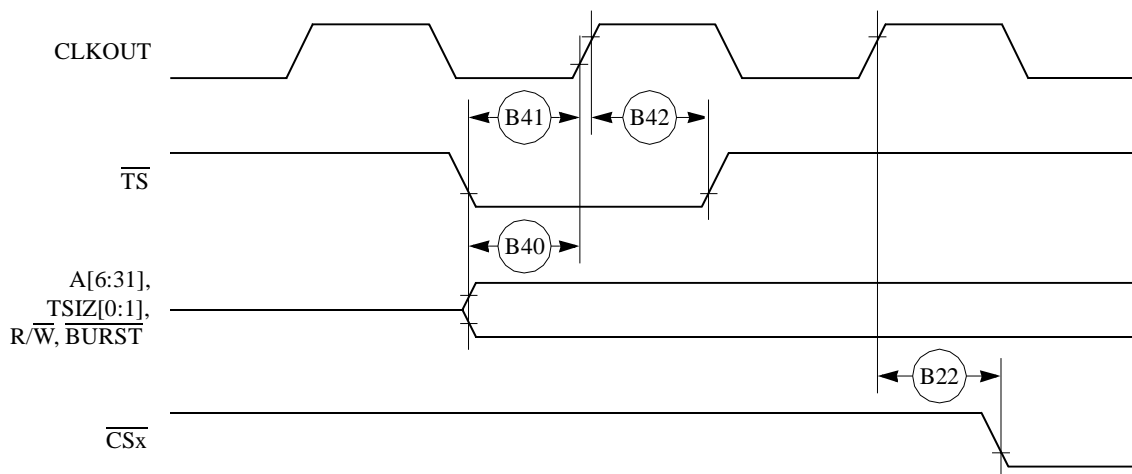 CLKOUT
B41
B42
TS
B40
A[6:31],
TSIZ[0:1],
R/W, BURST
B22
CSx